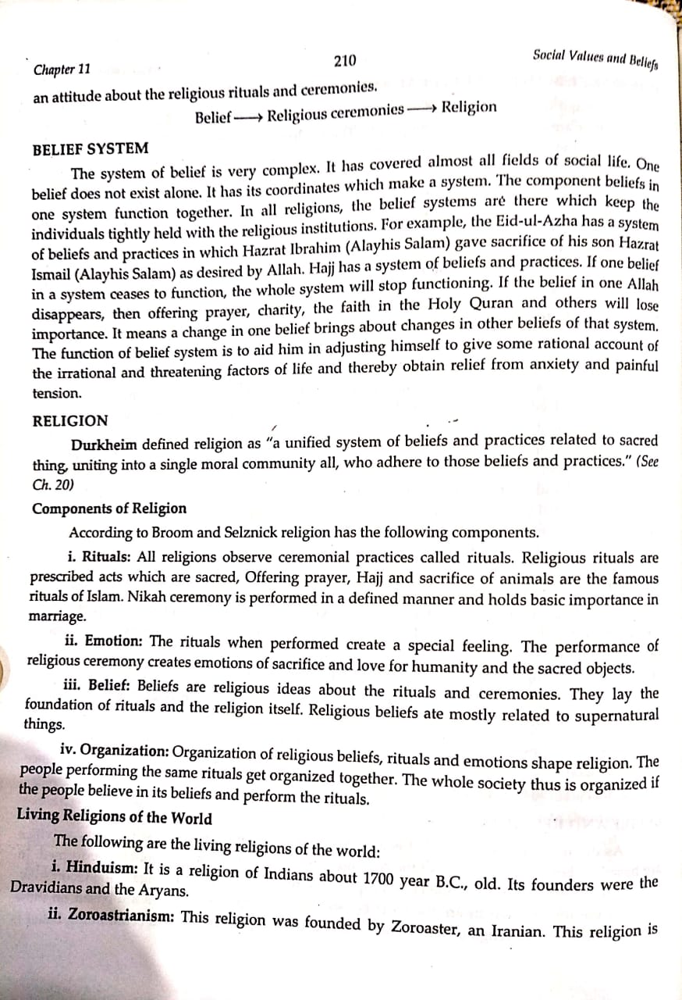 Chapter 11 210 Social Values and Beliefs
an attitude about the religious rituals and ceremonies.
Belief → Religious ceremonies → Religion
BELIEF SYSTEM
The system of belief is very complex. It has covered almost all fields of social life. One
belief does not exist alone. It has its coordinates which make a system. The component beliefs in
one system function together. In all religions, the belief systems are there which keep the
individuals tightly held with the religious institutions. For example, the Eid-ul-Azha has a system
of beliefs and practices in which Hazrat Ibrahim (Alayhis Salam) gave sacrifice of his son Hazrat
Ismail (Alayhis Salam) as desired by Allah. Hajj has a system of beliefs and practices. If one belief
in a system ceases to function, the whole system will stop functioning. If the belief in one Allah
disappears, then offering prayer, charity, the faith in the Holy Quran and others will lose
importance. It means a change in one belief brings about changes in other beliefs of that system.
The function of belief system is to aid him in adjusting himself to give some rational account of
the irrational and threatening factors of life and thereby obtain relief from anxiety and painful
tension.
RELIGION
Durkheim defined religion as "a unified system of beliefs and practices related to sacred
thing, uniting into a single moral community all, who adhere to those beliefs and practices." (See
Ch. 20)
Components of Religion
According to Broom and Selznick religion has the following components.
i. Rituals: All religions observe ceremonial practices called rituals. Religious rituals are
prescribed acts which are sacred, Offering prayer, Hajj and sacrifice of animals are the famous
rituals of Islam. Nikah ceremony is performed in a defined manner and holds basic importance in
marriage.
ii. Emotion: The rituals when performed create a special feeling. The performance of
religious ceremony creates emotions of sacrifice and love for humanity and the sacred objects.
iii. Belief: Beliefs are religious ideas about the rituals and ceremonies. They lay the
foundation of rituals and the religion itself. Religious beliefs ate mostly related to supernatural
things.
iv. Organization: Organization of religious beliefs, rituals and emotions shape religion. The
people performing the same rituals get organized together. The whole society thus is organized if
the people believe in its beliefs and perform the rituals.
Living Religions of the World
The following are the living religions of the world:
i. Hinduism: It is a religion of Indians about 1700 year B.C., old. Its founders were the
Dravidians and the Aryans.
ii. Zoroastrianism: This religion was founded by Zoroaster, an Iranian. This religion is